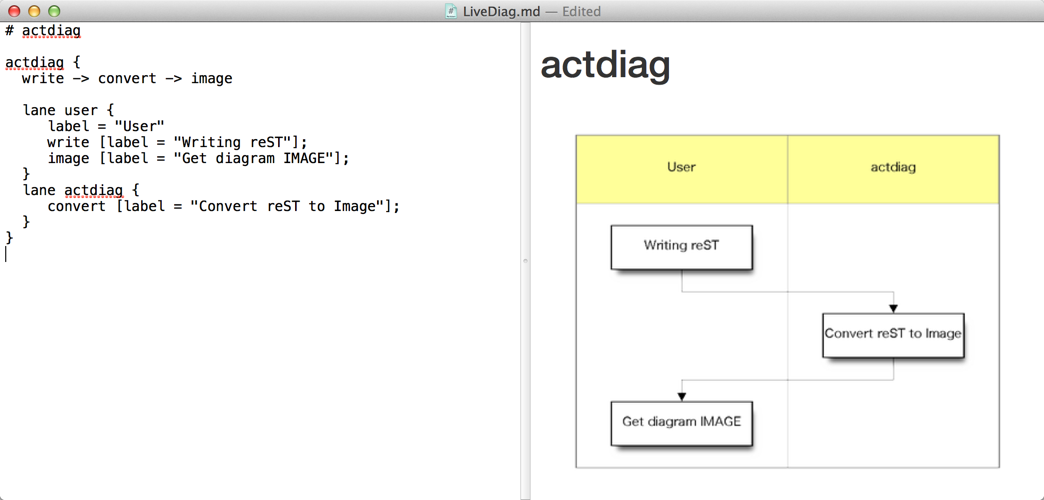 LiveDiag.md — Edited
# actdiag
actdiag {
write -> convert -> image
lane user {
label = "User"
write [label = "Writing reST"];
image [label = "Get diagram IMAGE"];
}
lane actdiag {
convert [label = "Convert reST to Image"];
}
}
actdiag
User actdiag
Writing reST
Convert reST to Image
Get diagram IMAGE